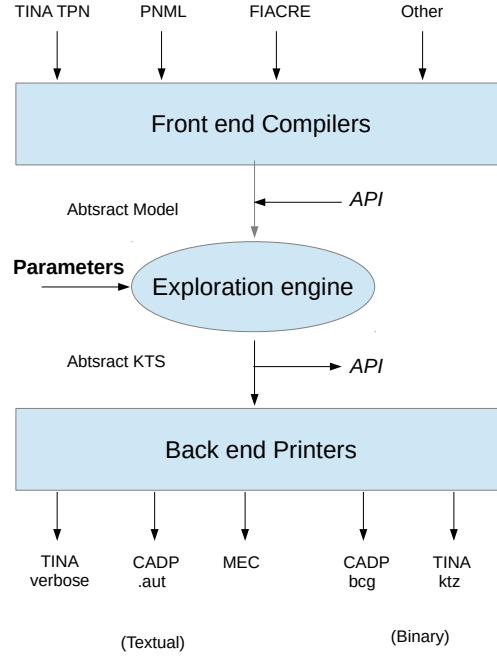 TINA TPN PNML FIACRE Other
Front end Compilers
Abtsract Model
API
Parameters
Exploration engine
Abtsract KTS
API
Back end Printers
TINA CADP MEC CADP TINA
verbose .aut bcg ktz
(Textual) (Binary)